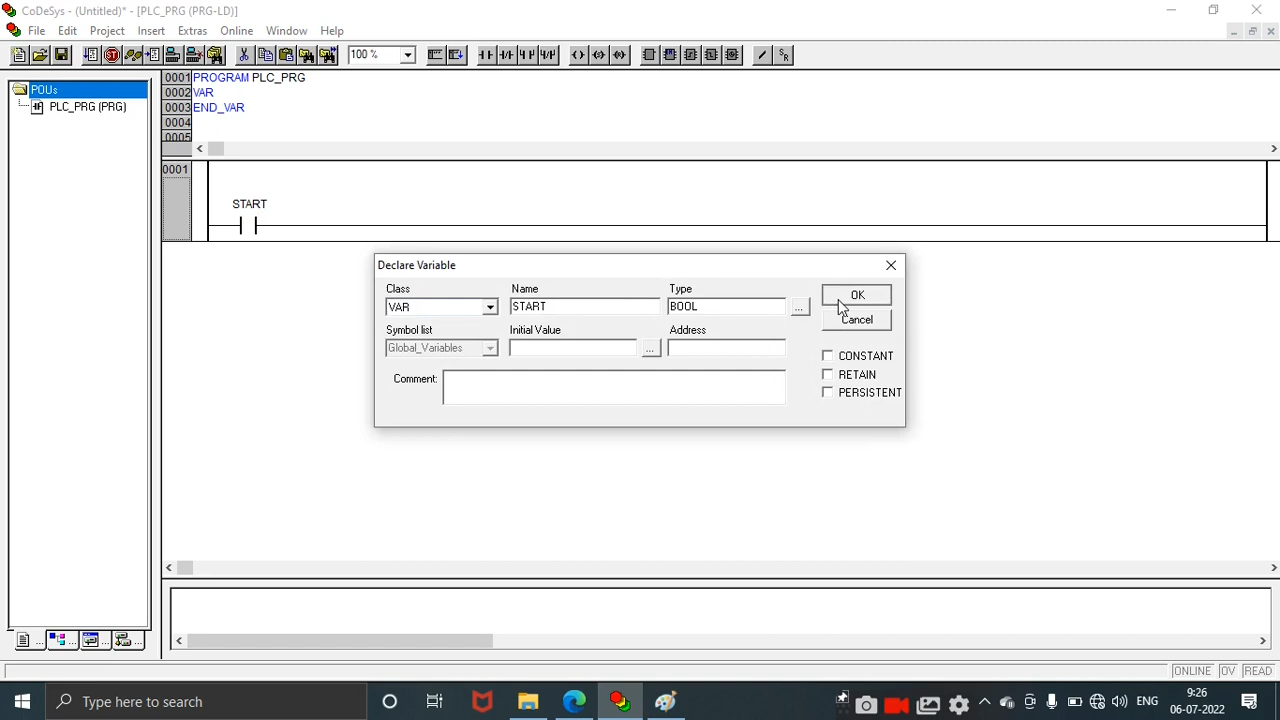 CoDeSys - (Untitled)* - [PLC_PRG (PRG-LD)]
File Edit Project Insert Extras Online Window Help
100 %
POUs
PLC_PRG (PRG)
0001 PROGRAM PLC_PRG
0002 VAR
0003 END_VAR
0004
0005
0001
START
Declare Variable
Class Name Type
VAR START BOOL ... OK
Symbol list Initial Value Address Cancel
Global_Variables ...
CONSTANT
Comment: RETAIN
PERSISTENT
... ... ... ...
ONLINE OV READ
Type here to search
ENG
9:26
06-07-2022